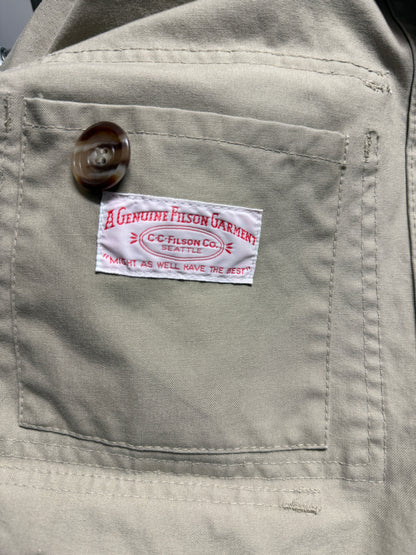 A GENUINE FILSON GARMENT
C·C·FILSON CO.
SEATTLE
"MIGHT AS WELL HAVE THE BEST"